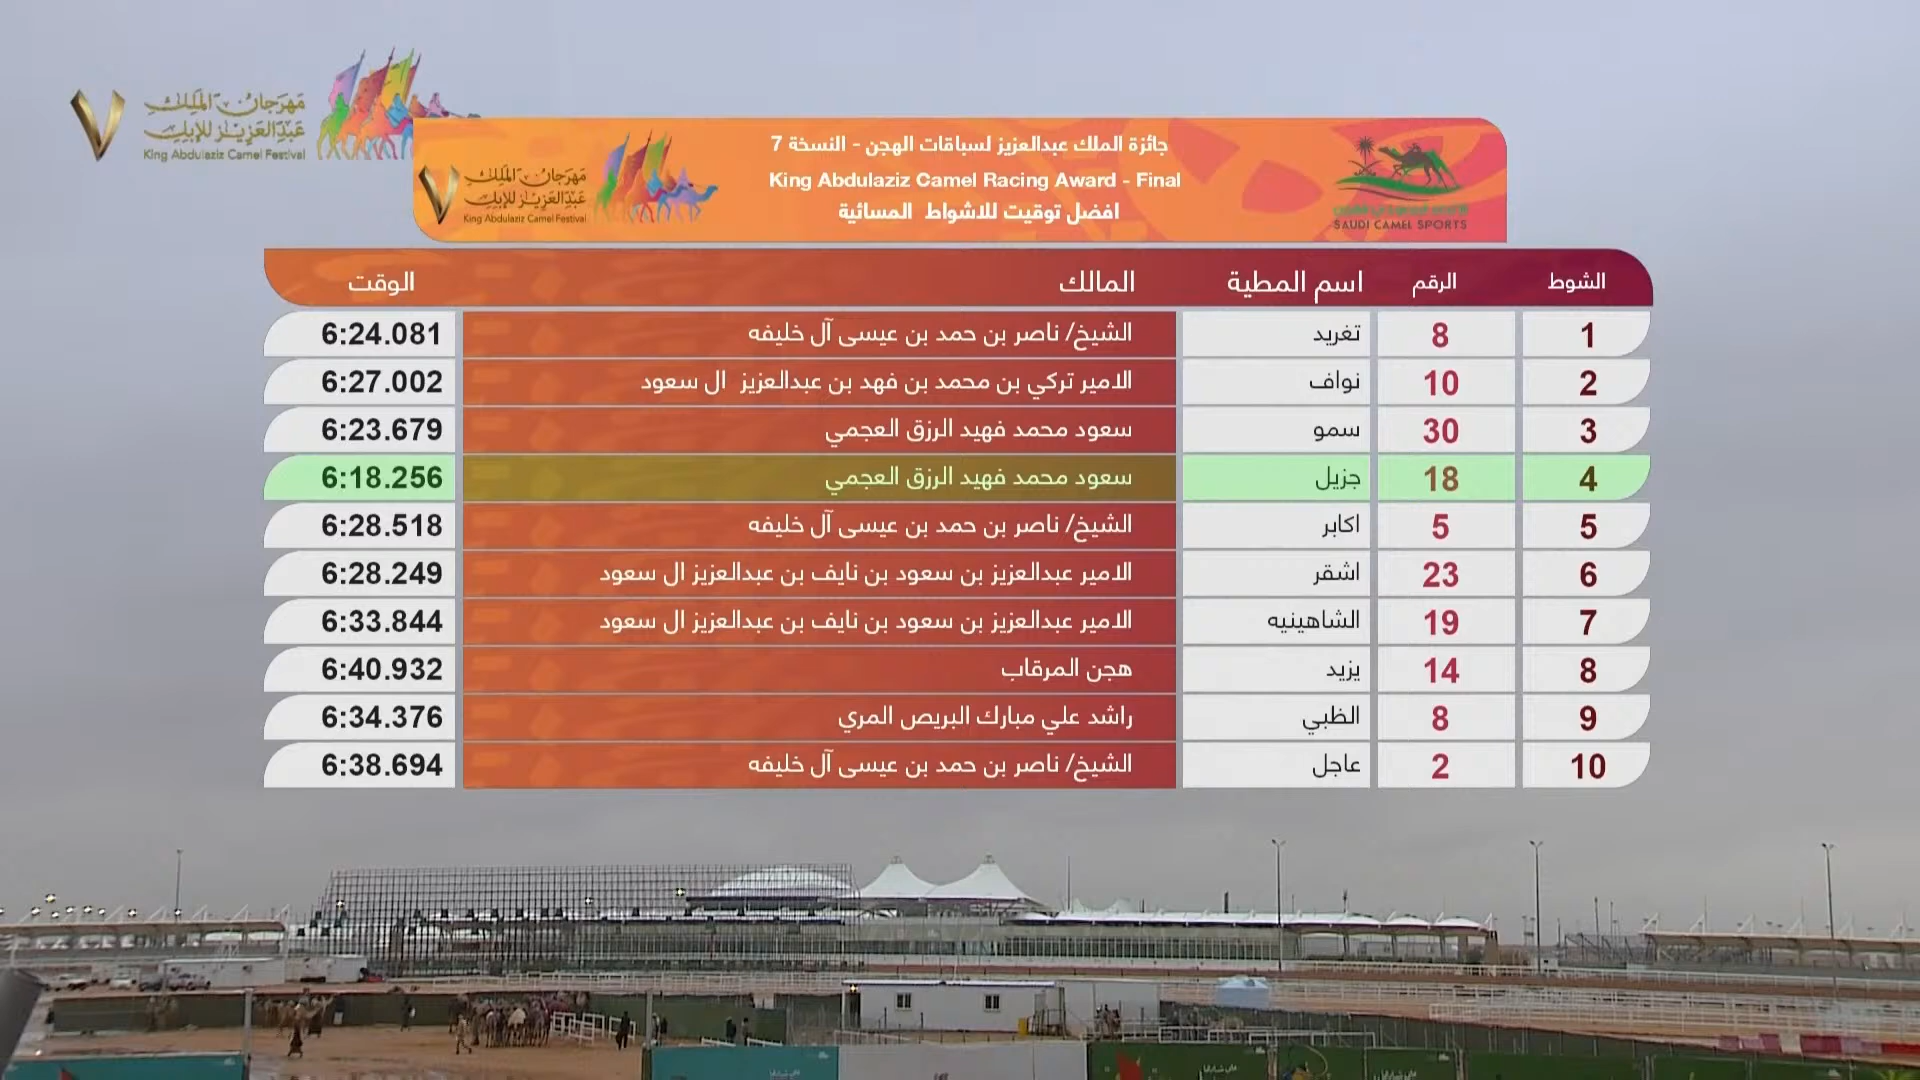 مهرجان الملك
عبدالعزيز للإبل
King Abdulaziz Camel Festival
جائزة الملك عبدالعزيز لسباقات الهجن - النسخة 7
King Abdulaziz Camel Racing Award - Final
افضل توقيت للاشواط المسائية
مهرجان الملك
عبدالعزيز للإبل
King Abdulaziz Camel Festival
SAUDI CAMEL SPORTS
الشوط الرقم اسم المطية المالك الوقت
1 8 تغريد الشيخ/ ناصر بن حمد بن عيسى آل خليفه 6:24.081
2 10 نواف الامير تركي بن محمد بن فهد بن عبدالعزيز ال سعود 6:27.002
3 30 سمو سعود محمد فهيد الرزق العجمي 6:23.679
4 18 جزيل سعود محمد فهيد الرزق العجمي 6:18.256
5 5 اكابر الشيخ/ ناصر بن حمد بن عيسى آل خليفه 6:28.518
6 23 اشقر الامير عبدالعزيز بن سعود بن نايف بن عبدالعزيز ال سعود 6:28.249
7 19 الشاهينيه الامير عبدالعزيز بن سعود بن نايف بن عبدالعزيز ال سعود 6:33.844
8 14 يزيد هجن المرقاب 6:40.932
9 8 الظبي راشد علي مبارك البريص المري 6:34.376
10 2 عاجل الشيخ/ ناصر بن حمد بن عيسى آل خليفه 6:38.694